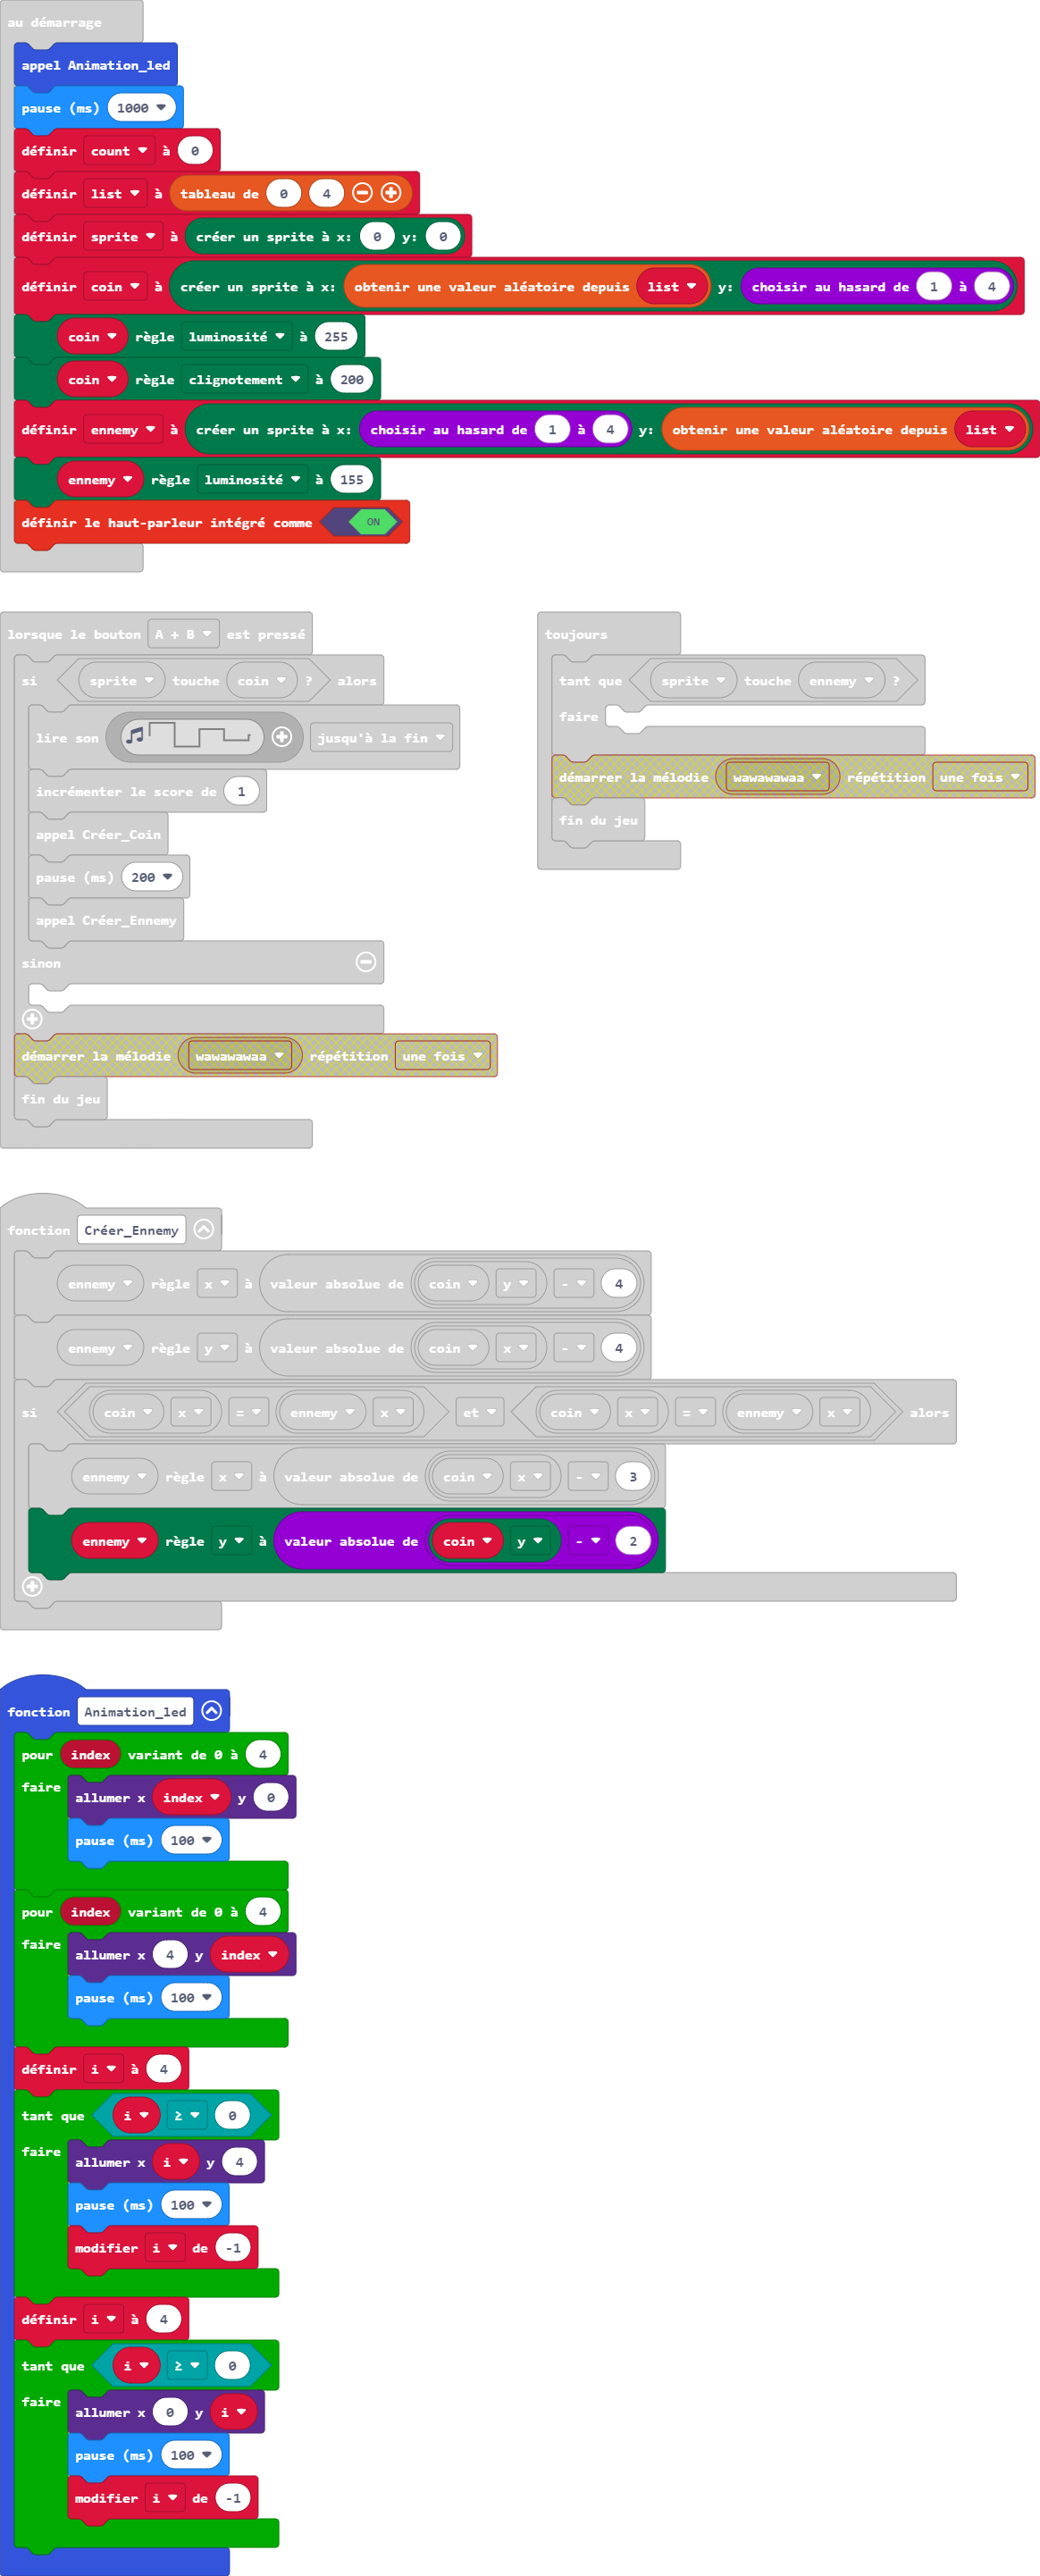 au démarrage
appel Animation_led
pause (ms) 1000
définir count à 0
définir list à tableau de 0 4
définir sprite à créer un sprite à x: 0 y: 0
définir coin à créer un sprite à x: obtenir une valeur aléatoire depuis list y: choisir au hasard de 1 à 4
coin règle luminosité à 255
coin règle clignotement à 200
définir ennemy à créer un sprite à x: choisir au hasard de 1 à 4 y: obtenir une valeur aléatoire depuis list
ennemy règle luminosité à 155
définir le haut-parleur intégré comme ON
lorsque le bouton A + B est pressé
si sprite touche coin ? alors
lire son jusqu'à la fin
incrémenter le score de 1
appel Créer_Coin
pause (ms) 200
appel Créer_Ennemy
sinon
démarrer la mélodie wawawawaa répétition une fois
fin du jeu
toujours
tant que sprite touche ennemy ?
faire
démarrer la mélodie wawawawaa répétition une fois
fin du jeu
fonction Créer_Ennemy
ennemy règle x à valeur absolue de coin y - 4
ennemy règle y à valeur absolue de coin x - 4
si coin x = ennemy x et coin x = ennemy x alors
ennemy règle x à valeur absolue de coin x - 3
ennemy règle y à valeur absolue de coin y - 2
fonction Animation_led
pour index variant de 0 à 4
faire allumer x index y 0
pause (ms) 100
pour index variant de 0 à 4
faire allumer x 4 y index
pause (ms) 100
définir i à 4
tant que i ≥ 0
faire allumer x i y 4
pause (ms) 100
modifier i de -1
définir i à 4
tant que i ≥ 0
faire allumer x 0 y i
pause (ms) 100
modifier i de -1